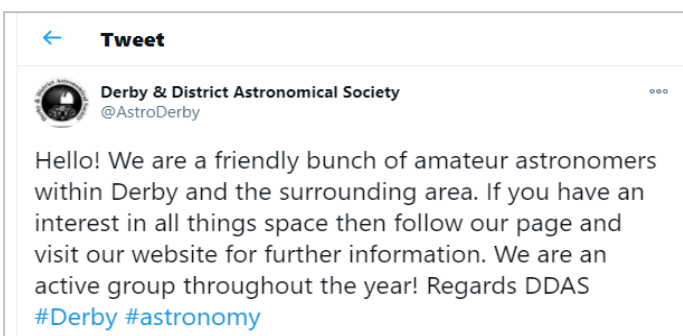 Tweet
Derby & District Astronomical Society
@AstroDerby
Hello! We are a friendly bunch of amateur astronomers
within Derby and the surrounding area. If you have an
interest in all things space then follow our page and
visit our website for further information. We are an
active group throughout the year! Regards DDAS
#Derby #astronomy